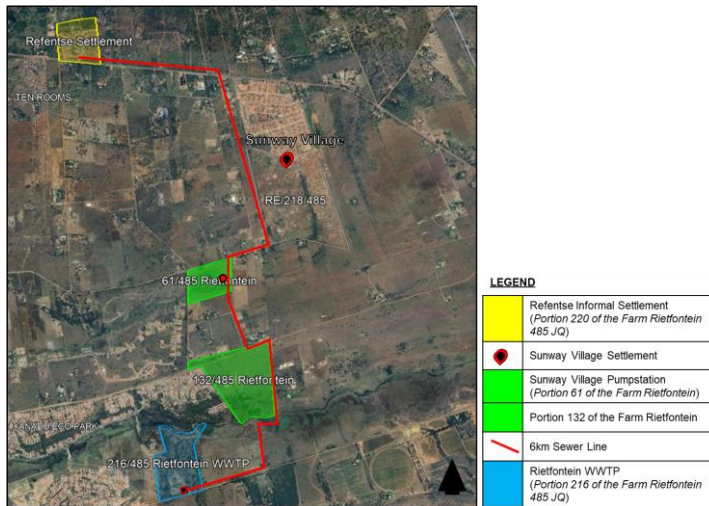 Refentse Settlement
TEN ROOMS
Sunway Village
RE/218/485
61/485 Rietfontein
132/485 Rietfontein
XANADU ECO PARK
216/485 Rietfontein WWTP
LEGEND
Refentse Informal Settlement
(Portion 220 of the Farm Rietfontein
485 JQ)
Sunway Village Settlement
Sunway Village Pumpstation
(Portion 61 of the Farm Rietfontein)
Portion 132 of the Farm Rietfontein
6km Sewer Line
Rietfontein WWTP
(Portion 216 of the Farm Rietfontein
485 JQ)